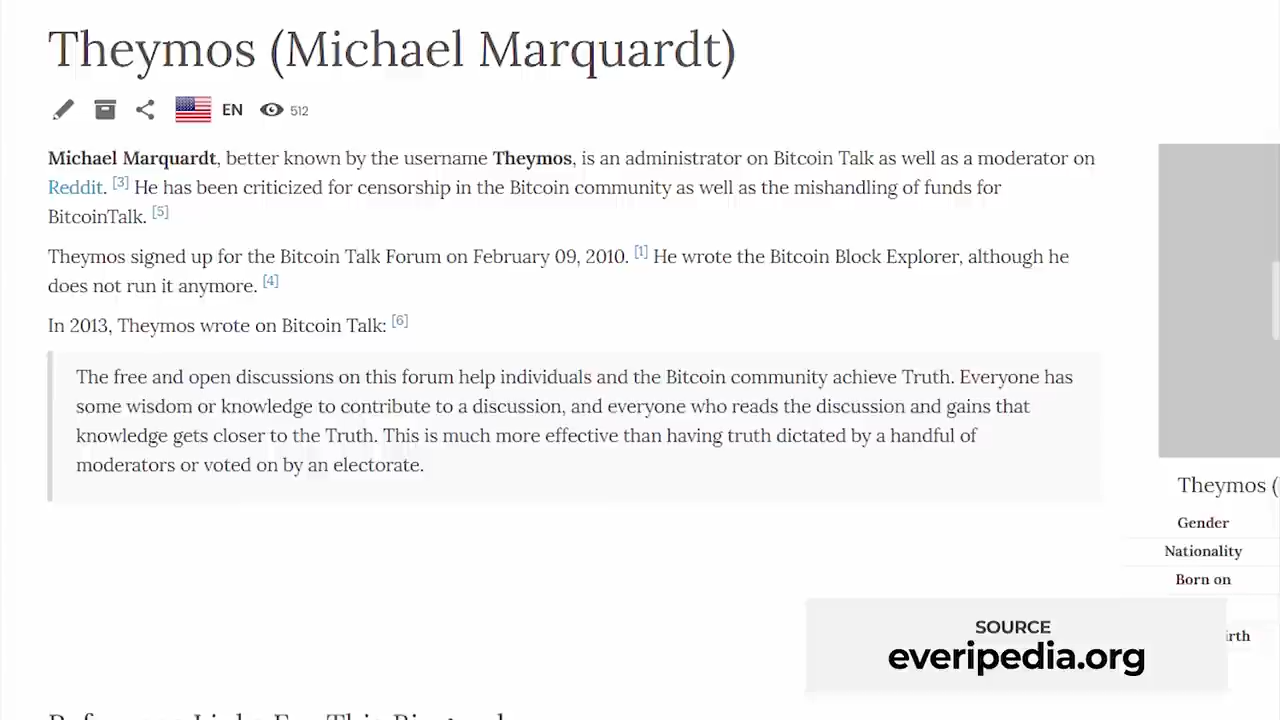 Theymos (Michael Marquardt)
EN 512
Michael Marquardt, better known by the username Theymos, is an administrator on Bitcoin Talk as well as a moderator on
Reddit. [3] He has been criticized for censorship in the Bitcoin community as well as the mishandling of funds for
BitcoinTalk. [5]
Theymos signed up for the Bitcoin Talk Forum on February 09, 2010. [1] He wrote the Bitcoin Block Explorer, although he
does not run it anymore. [4]
In 2013, Theymos wrote on Bitcoin Talk: [6]
The free and open discussions on this forum help individuals and the Bitcoin community achieve Truth. Everyone has
some wisdom or knowledge to contribute to a discussion, and everyone who reads the discussion and gains that
knowledge gets closer to the Truth. This is much more effective than having truth dictated by a handful of
moderators or voted on by an electorate.
Theymos (
Gender
Nationality
Born on
irth
SOURCE
everipedia.org